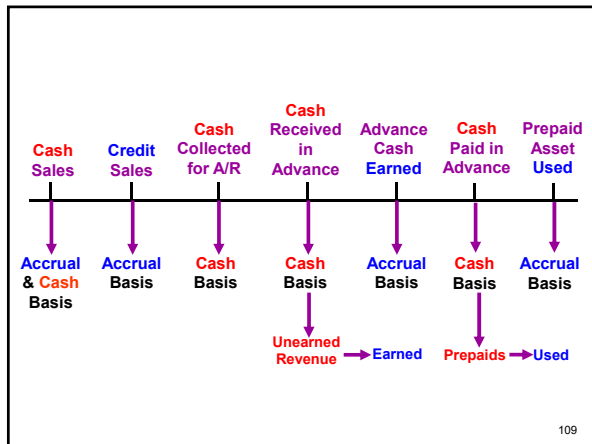 Cash
Sales
Credit
Sales
Cash
Collected
for A/R
Cash
Received
in
Advance
Advance
Cash
Earned
Cash
Paid in
Advance
Prepaid
Asset
Used
Accrual
& Cash
Basis
Accrual
Basis
Cash
Basis
Cash
Basis
Accrual
Basis
Cash
Basis
Accrual
Basis
Unearned
Revenue
Earned
Prepaids
Used
109